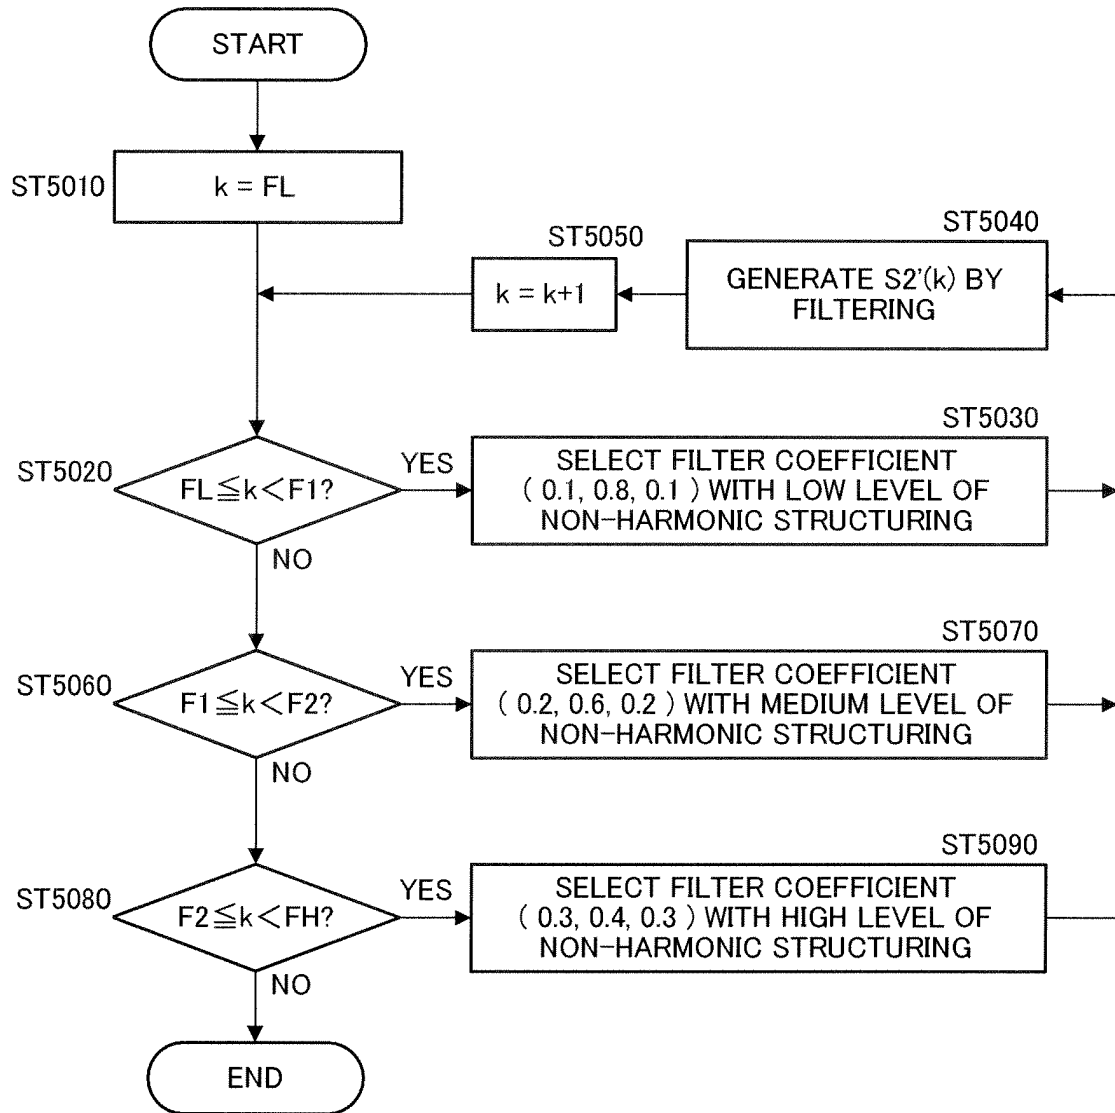 START
ST5010
k = FL
ST5040
ST5050
GENERATE S2'(k) BY
FILTERING
k = k+1
ST5030
ST5020
FL≦k<F1?
YES
SELECT FILTER COEFFICIENT
( 0.1, 0.8, 0.1 ) WITH LOW LEVEL OF
NON-HARMONIC STRUCTURING
NO
ST5070
ST5060
F1≦k<F2?
YES
SELECT FILTER COEFFICIENT
( 0.2, 0.6, 0.2 ) WITH MEDIUM LEVEL OF
NON-HARMONIC STRUCTURING
NO
ST5090
ST5080
F2≦k<FH?
YES
SELECT FILTER COEFFICIENT
( 0.3, 0.4, 0.3 ) WITH HIGH LEVEL OF
NON-HARMONIC STRUCTURING
NO
END